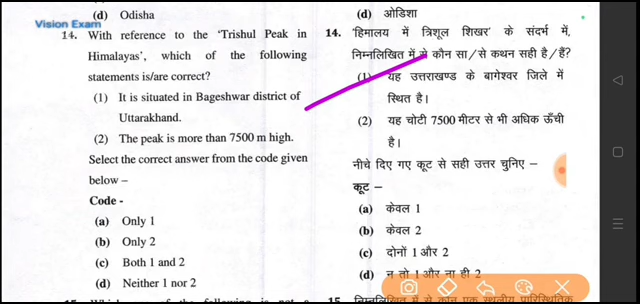 (d) Odisha
Vision Exam
14. With reference to the 'Trishul Peak in
Himalayas', which of the following
statements is/are correct?
(1) It is situated in Bageshwar district of
Uttarakhand.
(2) The peak is more than 7500 m high.
Select the correct answer from the code given
below –
Code -
(a) Only 1
(b) Only 2
(c) Both 1 and 2
(d) Neither 1 nor 2
(d) ओडिशा
14. 'हिमालय में त्रिशूल शिखर' के संदर्भ में,
निम्नलिखित में से कौन सा/से कथन सही है/हैं?
(1) यह उत्तराखण्ड के बागेश्वर जिले में
स्थित है।
(2) यह चोटी 7500 मीटर से भी अधिक ऊँची
है।
नीचे दिए गए कूट से सही उत्तर चुनिए –
कूट –
(a) केवल 1
(b) केवल 2
(c) दोनों 1 और 2
(d) न तो 1 और ना ही 2